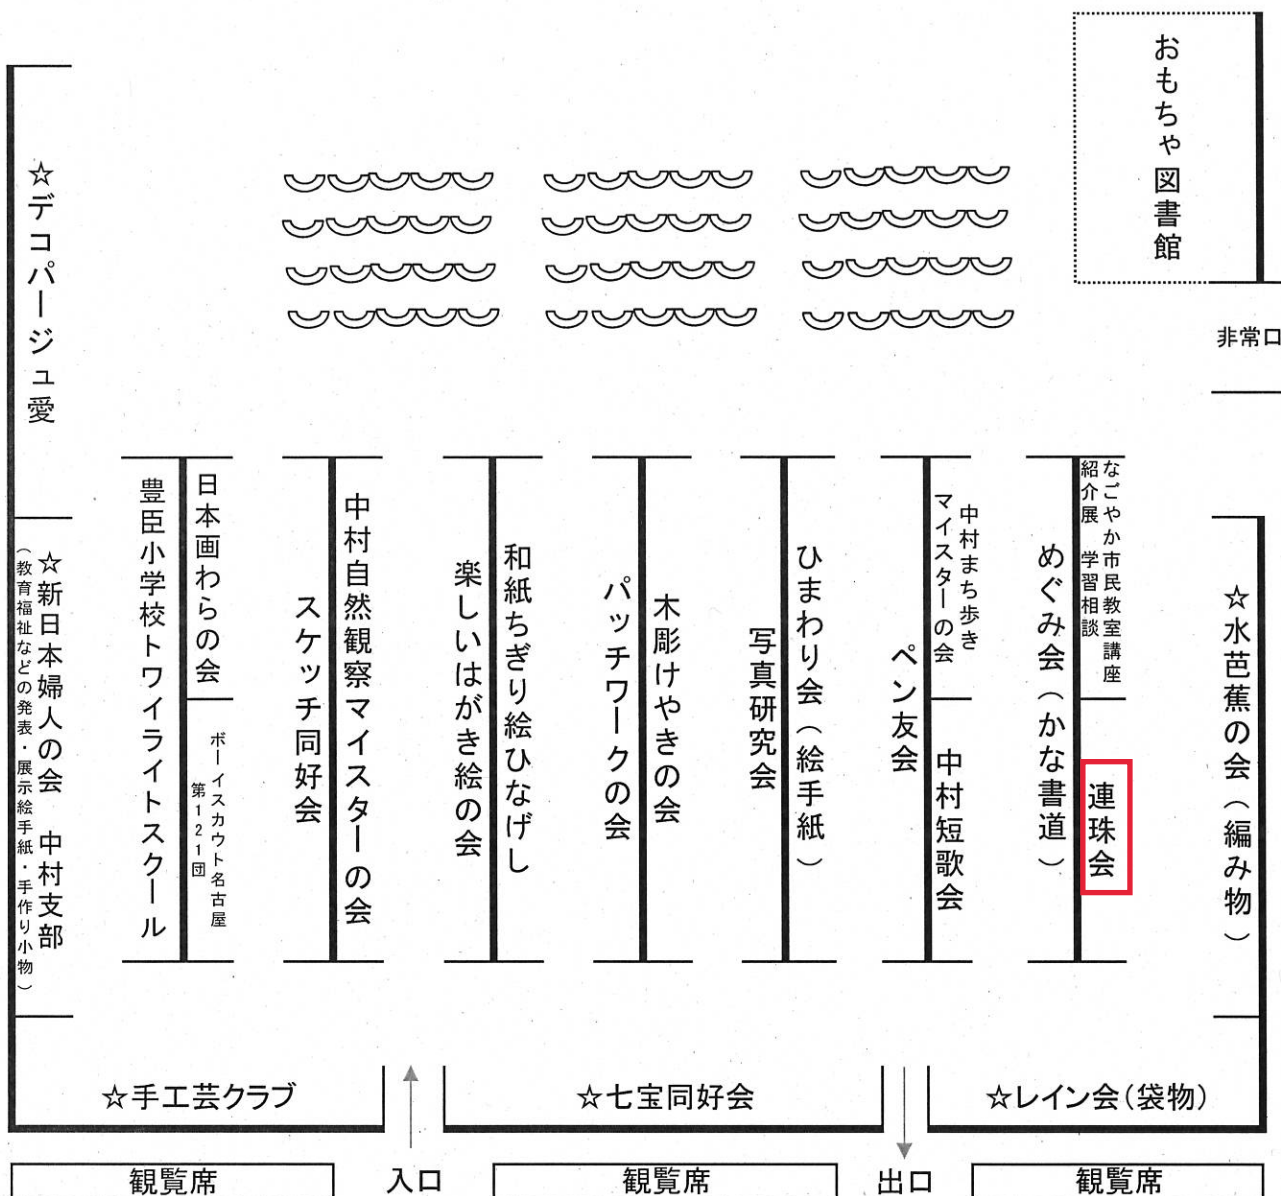 おもちゃ図書館
非常口
☆デコパージュ愛
☆新日本婦人の会　中村支部
（教育福祉などの発表・展示絵手紙・手作り小物）
豊臣小学校トワイライトスクール
日本画わらの会
ボーイスカウト名古屋
第121団
スケッチ同好会
中村自然観察マイスターの会
楽しいはがき絵の会
和紙ちぎり絵ひなげし
パッチワークの会
木彫けやきの会
写真研究会
ひまわり会（絵手紙）
ペン友会
中村まち歩き
マイスターの会
中村短歌会
めぐみ会（かな書道）
なごやか市民教室講座
紹介展　学習相談
連珠会
☆水芭蕉の会（編み物）
☆手工芸クラブ
☆七宝同好会
☆レイン会（袋物）
観覧席
入口
観覧席
出口
観覧席